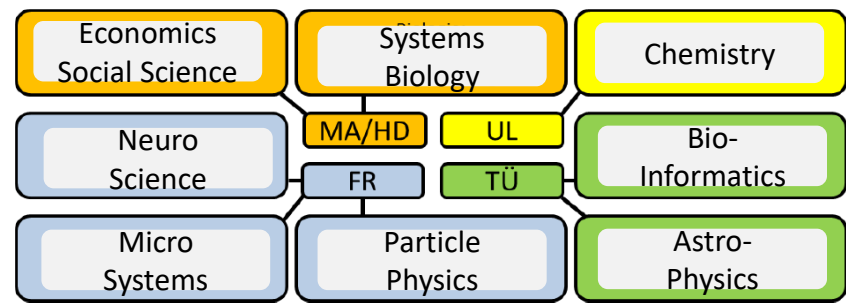 Economics
Social Science
Systems
Biology
Chemistry
MA/HD
UL
Neuro
Science
FR
TÜ
Bio-
Informatics
Micro
Systems
Particle
Physics
Astro-
Physics